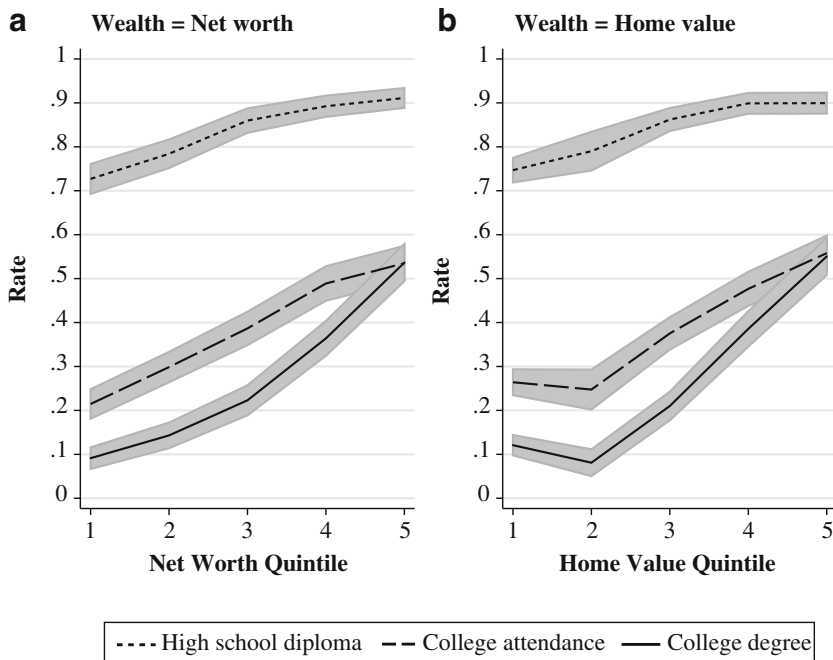 a Wealth = Net worth
1
.9
.8
.7
.6
.5
.4
.3
.2
.1
0
Rate
1 2 3 4 5
Net Worth Quintile
b Wealth = Home value
1
.9
.8
.7
.6
.5
.4
.3
.2
.1
0
Rate
1 2 3 4 5
Home Value Quintile
High school diploma College attendance College degree